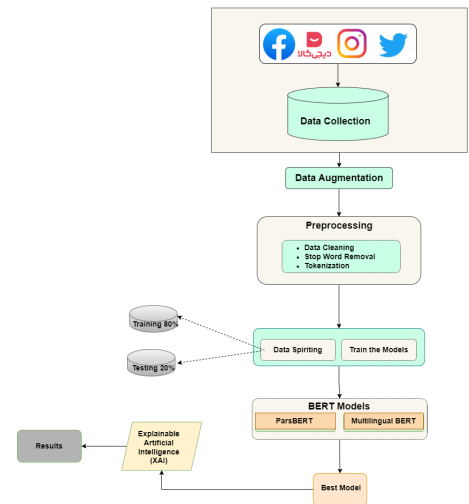 دیجی‌کالا
Data Collection
Data Augmentation
Preprocessing
• Data Cleaning
• Stop Word Removal
• Tokenization
Training 80%
Testing 20%
Data Spiriting
Train the Models
BERT Models
ParsBERT
Multilingual BERT
Explainable
Artificial
Intelligence
(XAI)
Results
Best Model